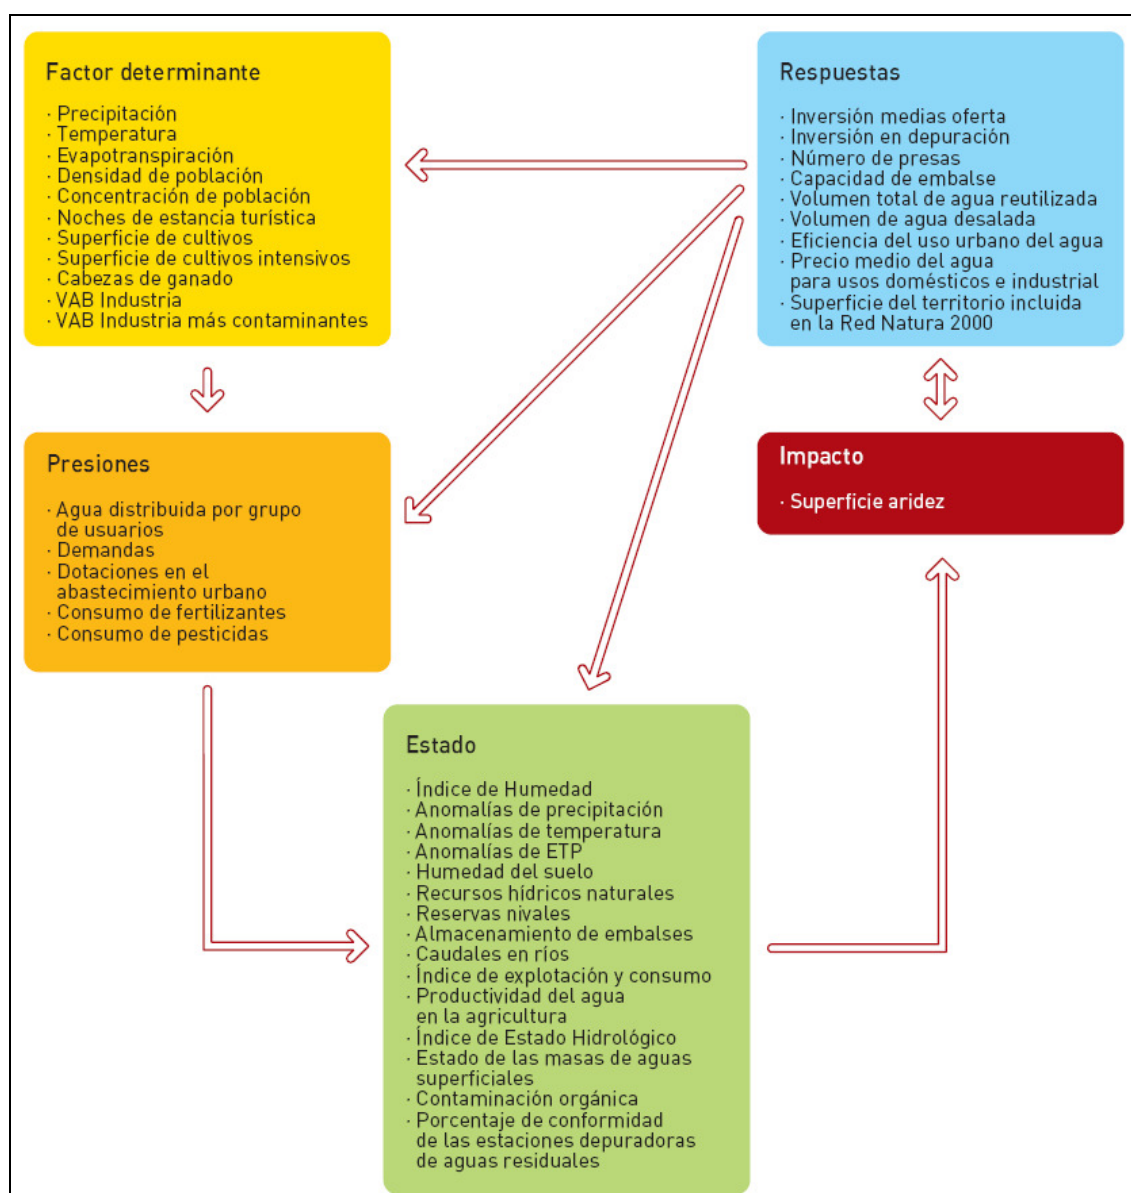 Factor determinante
· Precipitación
· Temperatura
· Evapotranspiración
· Densidad de población
· Concentración de población
· Noches de estancia turística
· Superficie de cultivos
· Superficie de cultivos intensivos
· Cabezas de ganado
· VAB Industria
· VAB Industria más contaminantes
Respuestas
· Inversión medias oferta
· Inversión en depuración
· Número de presas
· Capacidad de embalse
· Volumen total de agua reutilizada
· Volumen de agua desalada
· Eficiencia del uso urbano del agua
· Precio medio del agua
para usos domésticos e industrial
· Superficie del territorio incluida
en la Red Natura 2000
Presiones
· Agua distribuida por grupo
de usuarios
· Demandas
· Dotaciones en el
abastecimiento urbano
· Consumo de fertilizantes
· Consumo de pesticidas
Impacto
· Superficie aridez
Estado
· Índice de Humedad
· Anomalías de precipitación
· Anomalías de temperatura
· Anomalías de ETP
· Humedad del suelo
· Recursos hídricos naturales
· Reservas nivales
· Almacenamiento de embalses
· Caudales en ríos
· Índice de explotación y consumo
· Productividad del agua
en la agricultura
· Índice de Estado Hidrológico
· Estado de las masas de aguas
superficiales
· Contaminación orgánica
· Porcentaje de conformidad
de las estaciones depuradoras
de aguas residuales